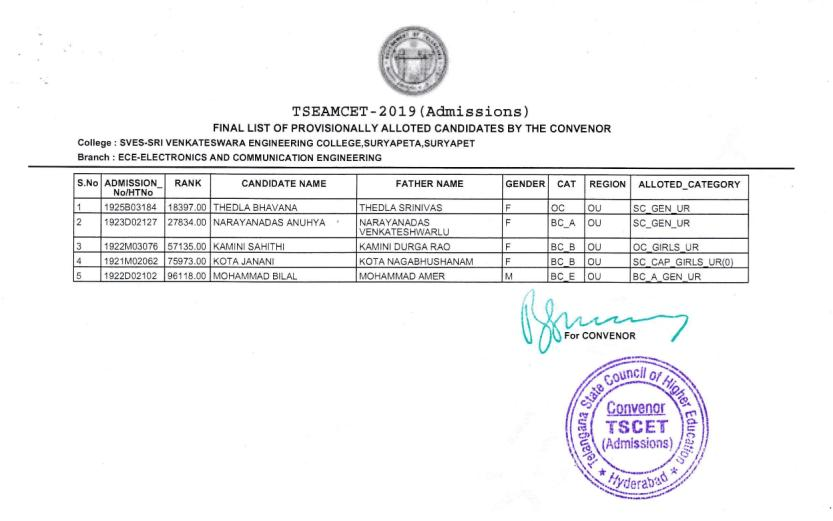 TSEAMCET-2019(Admissions)
FINAL LIST OF PROVISIONALLY ALLOTED CANDIDATES BY THE CONVENOR
College : SVES-SRI VENKATESWARA ENGINEERING COLLEGE,SURYAPETA,SURYAPET
Branch : ECE-ELECTRONICS AND COMMUNICATION ENGINEERING
S.No ADMISSION_ No/HTNo RANK CANDIDATE NAME FATHER NAME GENDER CAT REGION ALLOTED_CATEGORY
1 1925B03184 18397.00 THEDLA BHAVANA THEDLA SRINIVAS F OC OU SC_GEN_UR
2 1923D02127 27834.00 NARAYANADAS ANUHYA NARAYANADAS VENKATESHWARLU F BC_A OU SC_GEN_UR
3 1922M03076 57135.00 KAMINI SAHITHI KAMINI DURGA RAO F BC_B OU OC_GIRLS_UR
4 1921M02062 75973.00 KOTA JANANI KOTA NAGABHUSHANAM F BC_B OU SC_CAP_GIRLS_UR(0)
5 1922D02102 96118.00 MOHAMMAD BILAL MOHAMMAD AMER M BC_E OU BC_A_GEN_UR
For CONVENOR
Telangana State Council of Higher Education
Convenor
TSCET
(Admissions)
* Hyderabad *